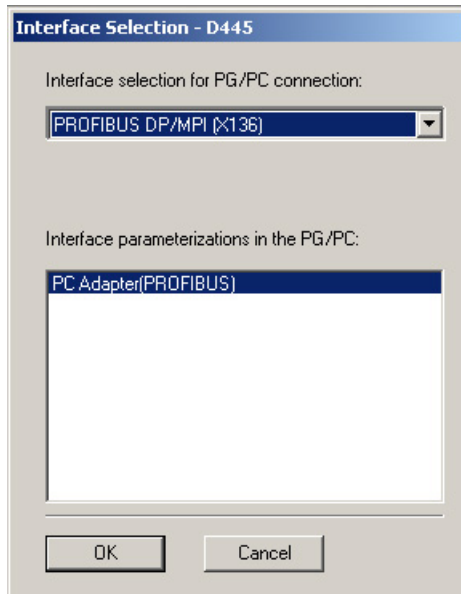 Interface Selection - D445
Interface selection for PG/PC connection:
PROFIBUS DP/MPI (X136)
Interface parameterizations in the PG/PC:
PC Adapter(PROFIBUS)
OK
Cancel